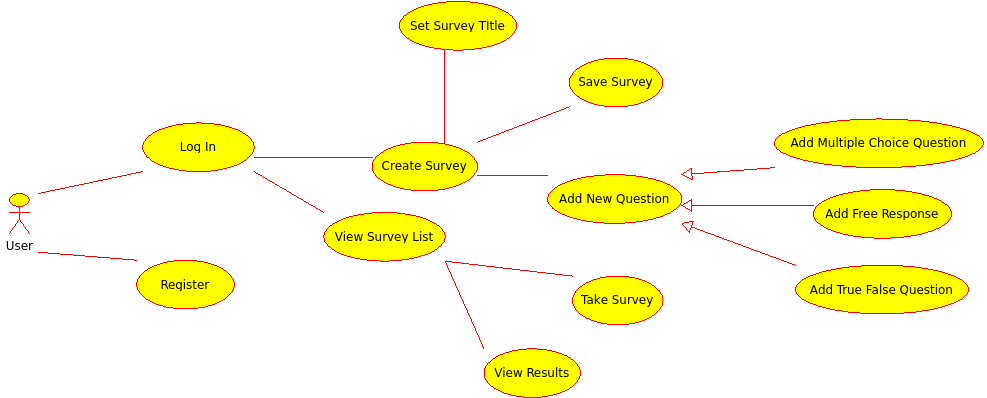 Set Survey TItle
Save Survey
Add Multiple Choice Question
Log In
Create Survey
Add New Question
Add Free Response
User
View Survey List
Register
Take Survey
Add True False Question
View Results